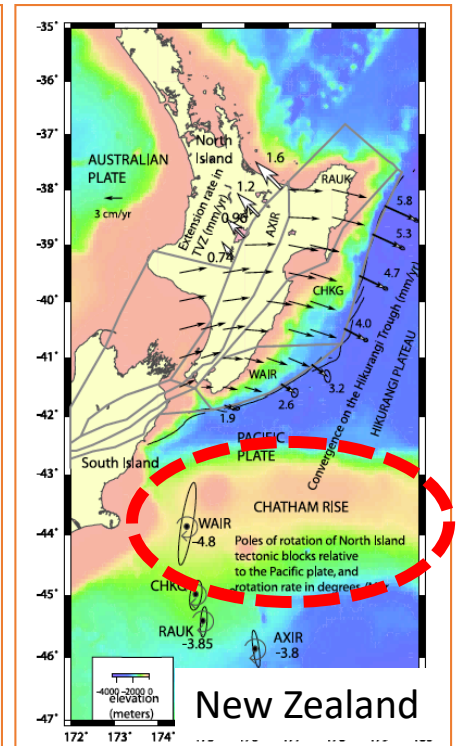 -35°
-36°
-37°
-38°
-39°
-40°
-41°
-42°
-43°
-44°
-45°
-46°
-47°
North
Island
AUSTRALIAN
PLATE
3 cm/yr
1.6
1.2
0.96
0.74
Extension rate in
TVZ (mm/yr)
RAUK
AXIR
CHKG
WAIR
5.8
5.3
4.7
4.0
3.2
2.6
1.9
Convergence on the Hikurangi Trough (mm/yr)
HIKURANGI PLATEAU
PACIFIC
PLATE
South Island
CHATHAM RISE
WAIR
-4.8
Poles of rotation of North Island
tectonic blocks relative
to the Pacific plate, and
rotation rate in degrees
CHKG
RAUK
-3.85
AXIR
-3.8
-4000 -2000 0
elevation
(meters)
New Zealand
172° 173° 174°